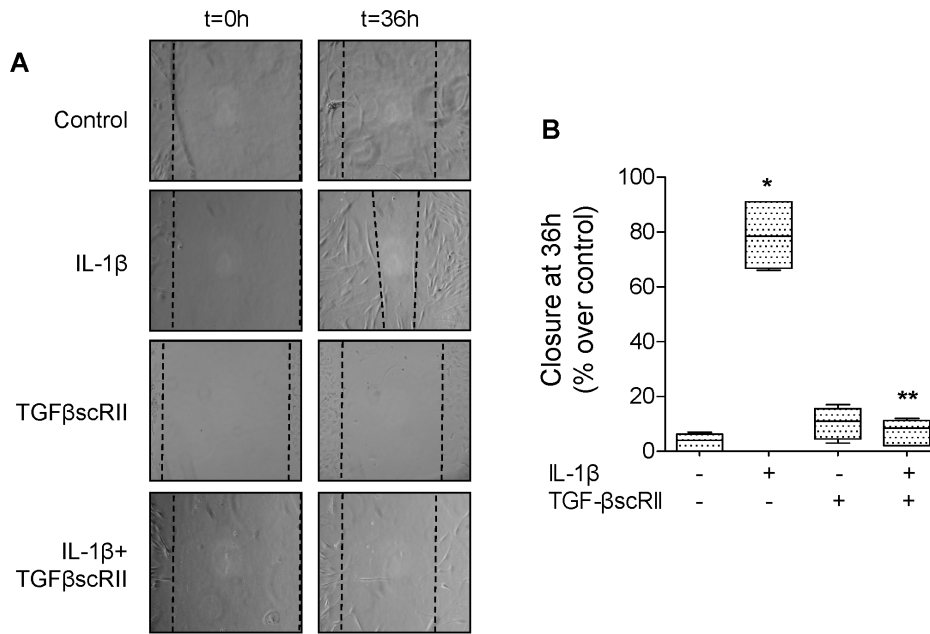 t=0h t=36h
A
Control
IL-1β
TGFβscRII
IL-1β+
TGFβscRII
B
Closure at 36h
(% over control)
100
80
60
40
20
0
*
**
IL-1β - + - +
TGF-βscRII - - + +